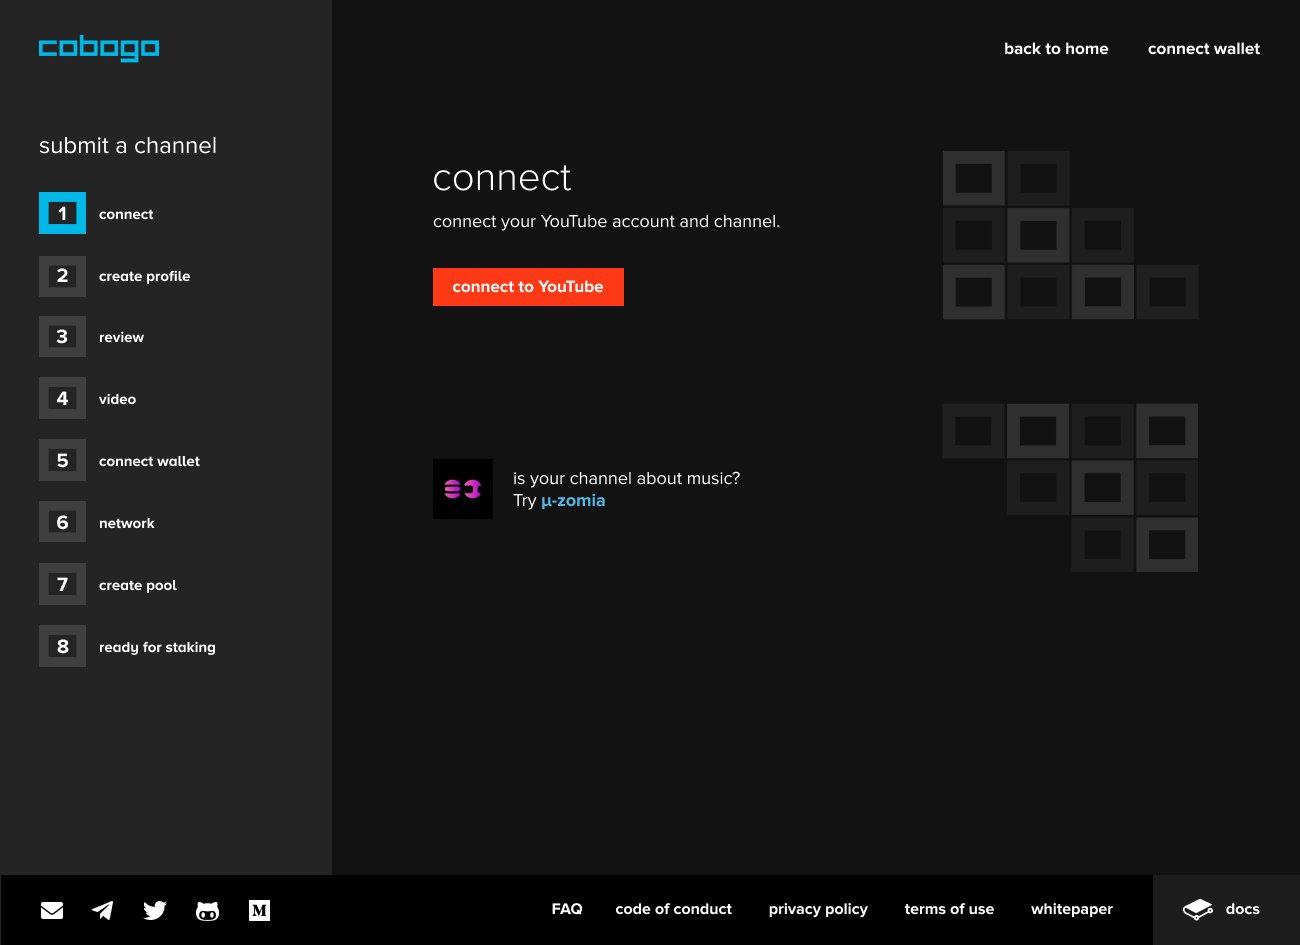 cobogo
back to home
connect wallet
submit a channel
1 connect
2 create profile
3 review
4 video
5 connect wallet
6 network
7 create pool
8 ready for staking
connect
connect your YouTube account and channel.
connect to YouTube
is your channel about music?
Try μ-zomia
M
FAQ
code of conduct
privacy policy
terms of use
whitepaper
docs